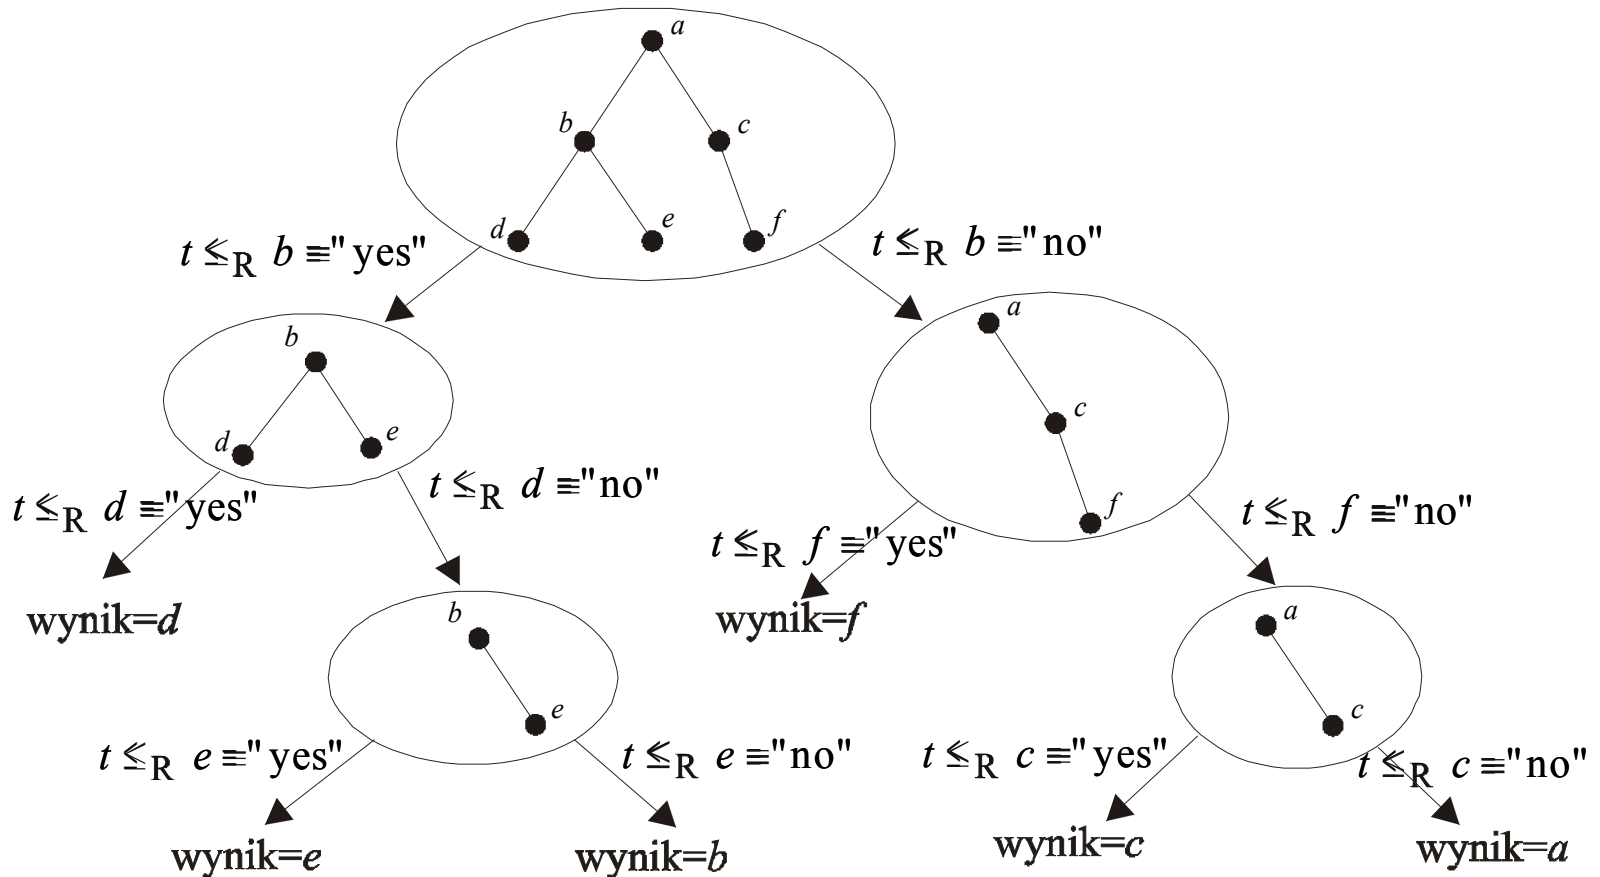 a
b
c
d
e
f
t ≤R b ≡"yes"
t ≤R b ≡"no"
b
d
e
a
c
f
t ≤R d ≡"yes"
t ≤R d ≡"no"
t ≤R f ≡"yes"
t ≤R f ≡"no"
wynik=d
wynik=f
b
e
a
c
t ≤R e ≡"yes"
t ≤R e ≡"no"
t ≤R c ≡"yes"
t ≤R c ≡"no"
wynik=e
wynik=b
wynik=c
wynik=a